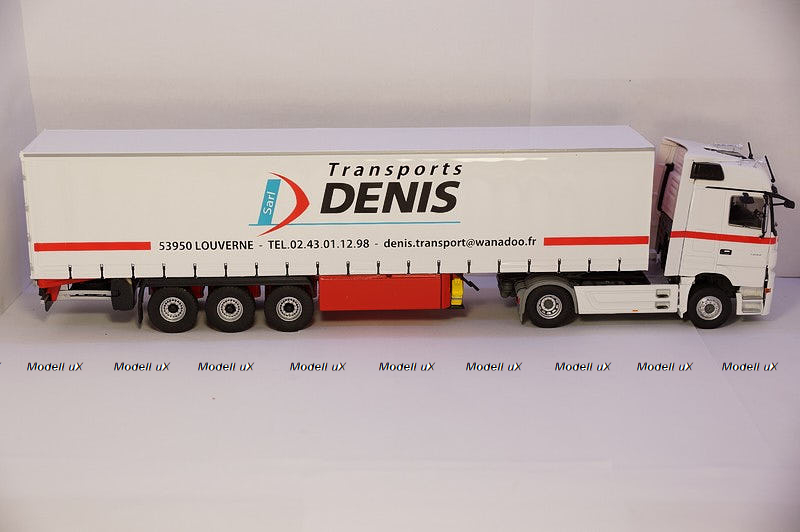 Transports
Sarl DENIS
53950 LOUVERNE - TEL.02.43.01.12.98 - denis.transport@wanadoo.fr
Modell uX Modell uX Modell uX Modell uX Modell uX Modell uX Modell uX Modell uX Modell uX